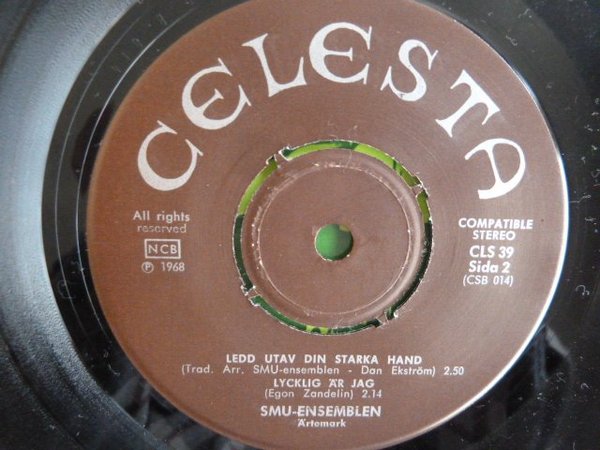 CELESTA
All rights
reserved
NCB
℗ 1968
COMPATIBLE
STEREO
CLS 39
Sida 2
(CSB 014)
LEDD UTAV DIN STARKA HAND
(Trad. Arr. SMU-ensemblen - Dan Ekström) 2.50
LYCKLIG ÄR JAG
(Egon Zandelin) 2.14
SMU-ENSEMBLEN
Ärtemark